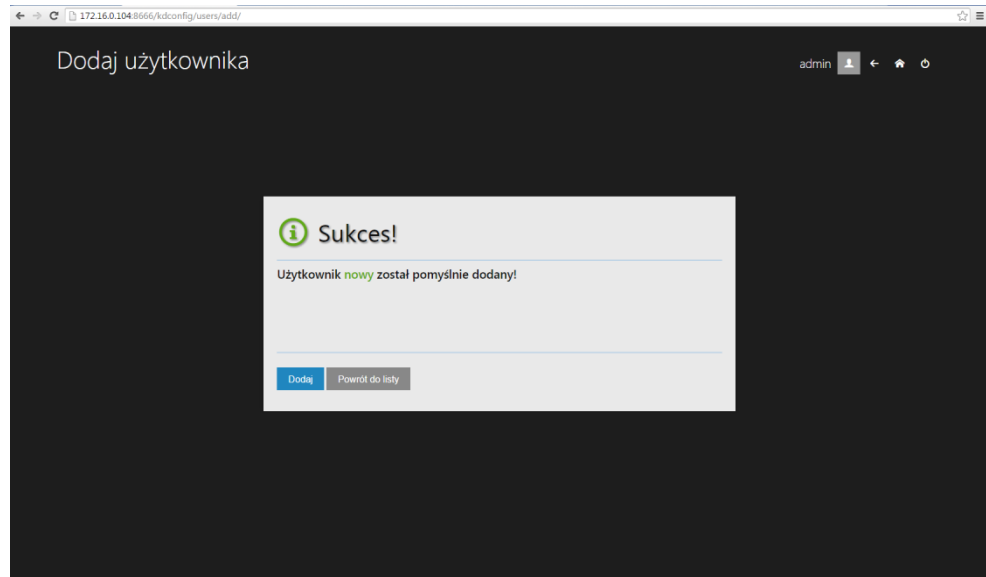 172.16.0.104:8666/kdconfig/users/add/
Dodaj użytkownika
admin
Sukces!
Użytkownik nowy został pomyślnie dodany!
Dodaj Powrót do listy